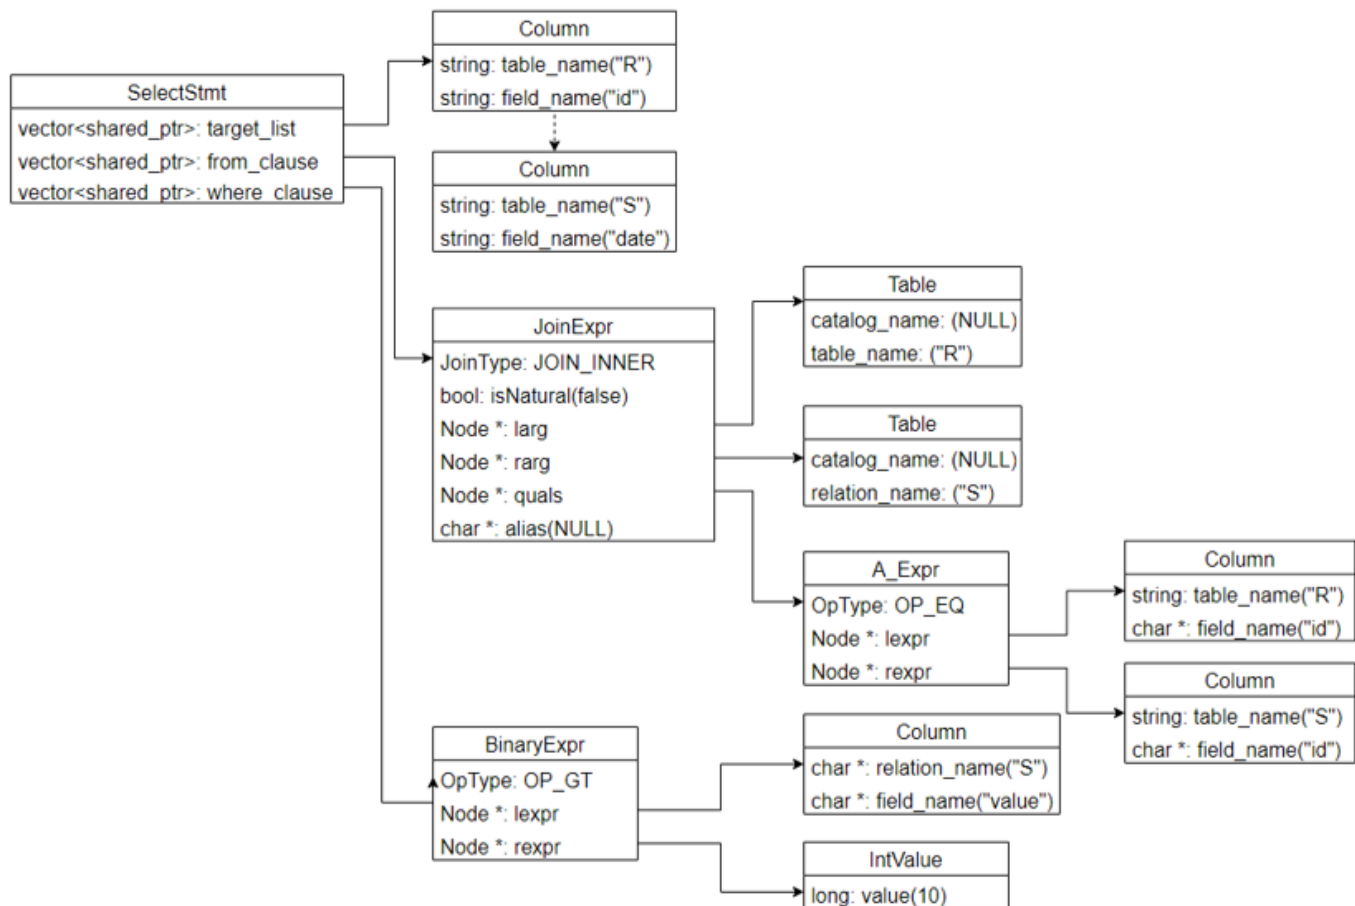 SelectStmt
vector<shared_ptr>: target_list
vector<shared_ptr>: from_clause
vector<shared_ptr>: where_clause
Column
string: table_name("R")
string: field_name("id")
Column
string: table_name("S")
string: field_name("date")
JoinExpr
JoinType: JOIN_INNER
bool: isNatural(false)
Node *: larg
Node *: rarg
Node *: quals
char *: alias(NULL)
Table
catalog_name: (NULL)
table_name: ("R")
Table
catalog_name: (NULL)
relation_name: ("S")
A_Expr
OpType: OP_EQ
Node *: lexpr
Node *: rexpr
Column
string: table_name("R")
char *: field_name("id")
Column
string: table_name("S")
char *: field_name("id")
BinaryExpr
OpType: OP_GT
Node *: lexpr
Node *: rexpr
Column
char *: relation_name("S")
char *: field_name("value")
IntValue
long: value(10)